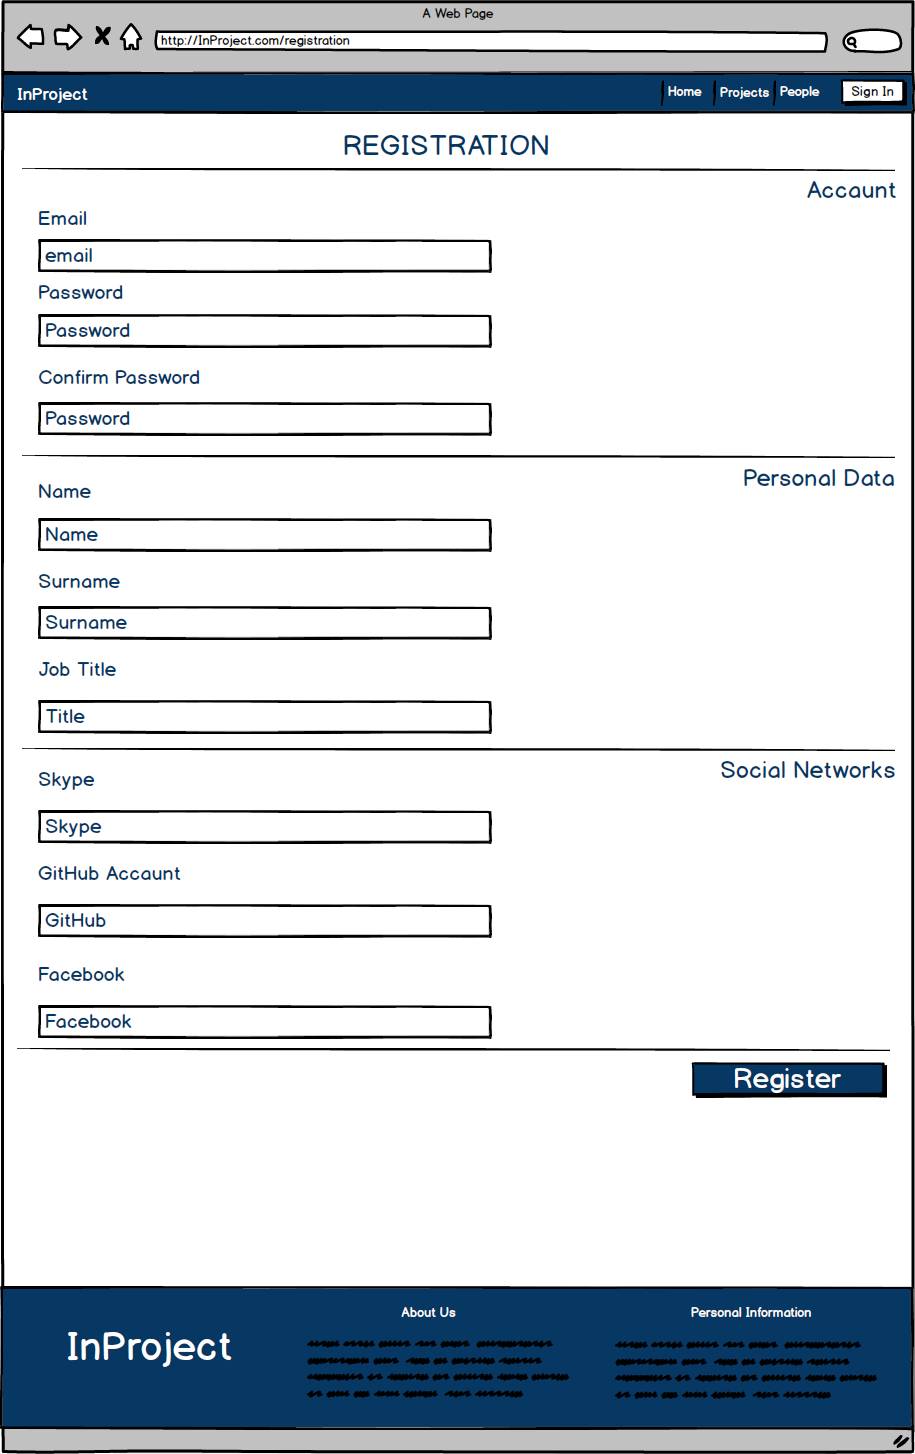 A Web Page
http://InProject.com/registration
InProject
Home
Projects
People
Sign In
REGISTRATION
Accaunt
Email
email
Password
Password
Confirm Password
Password
Personal Data
Name
Name
Surname
Surname
Job Title
Title
Social Networks
Skype
Skype
GitHub Accaunt
GitHub
Facebook
Facebook
Register
InProject
About Us
Personal Information